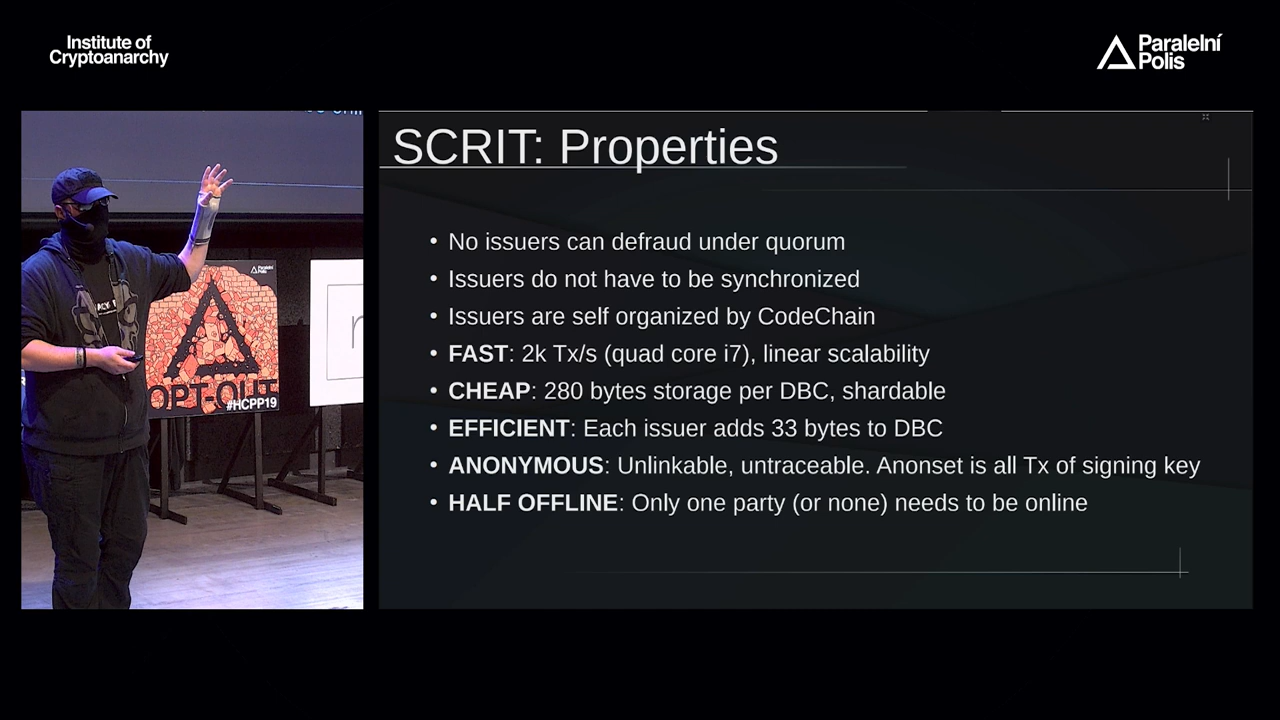 Institute of
Cryptoanarchy
Paralelní
Polis
SCRIT: Properties
• No issuers can defraud under quorum
• Issuers do not have to be synchronized
• Issuers are self organized by CodeChain
• FAST: 2k Tx/s (quad core i7), linear scalability
• CHEAP: 280 bytes storage per DBC, shardable
• EFFICIENT: Each issuer adds 33 bytes to DBC
• ANONYMOUS: Unlinkable, untraceable. Anonset is all Tx of signing key
• HALF OFFLINE: Only one party (or none) needs to be online
Paralelní
Polis
OPT-OUT
#HCPP19